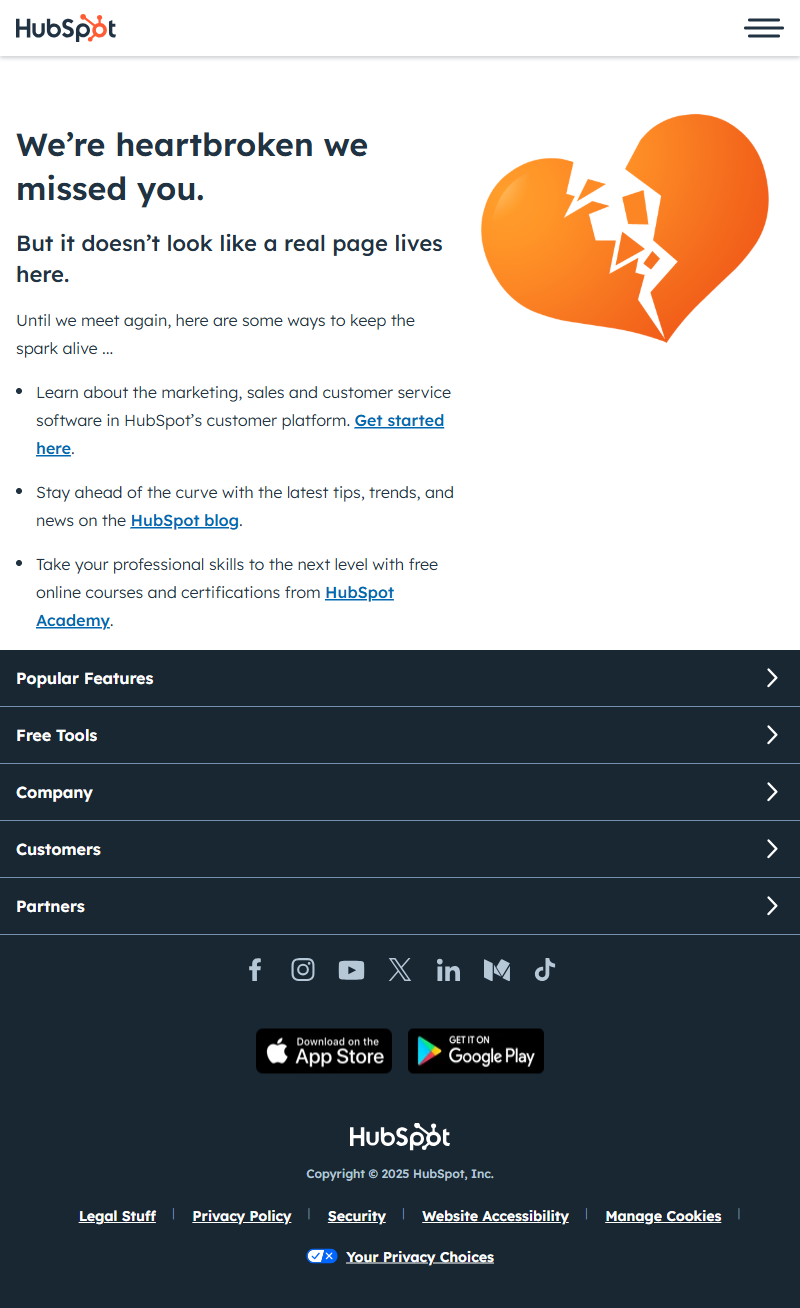 HubSpot
We’re heartbroken we
missed you.
But it doesn’t look like a real page lives
here.
Until we meet again, here are some ways to keep the
spark alive ...
Learn about the marketing, sales and customer service
software in HubSpot’s customer platform. Get started
here.
Stay ahead of the curve with the latest tips, trends, and
news on the HubSpot blog.
Take your professional skills to the next level with free
online courses and certifications from HubSpot
Academy.
Popular Features
Free Tools
Company
Customers
Partners
Download on the
App Store
GET IT ON
Google Play
HubSpot
Copyright © 2025 HubSpot, Inc.
Legal Stuff | Privacy Policy | Security | Website Accessibility | Manage Cookies |
Your Privacy Choices